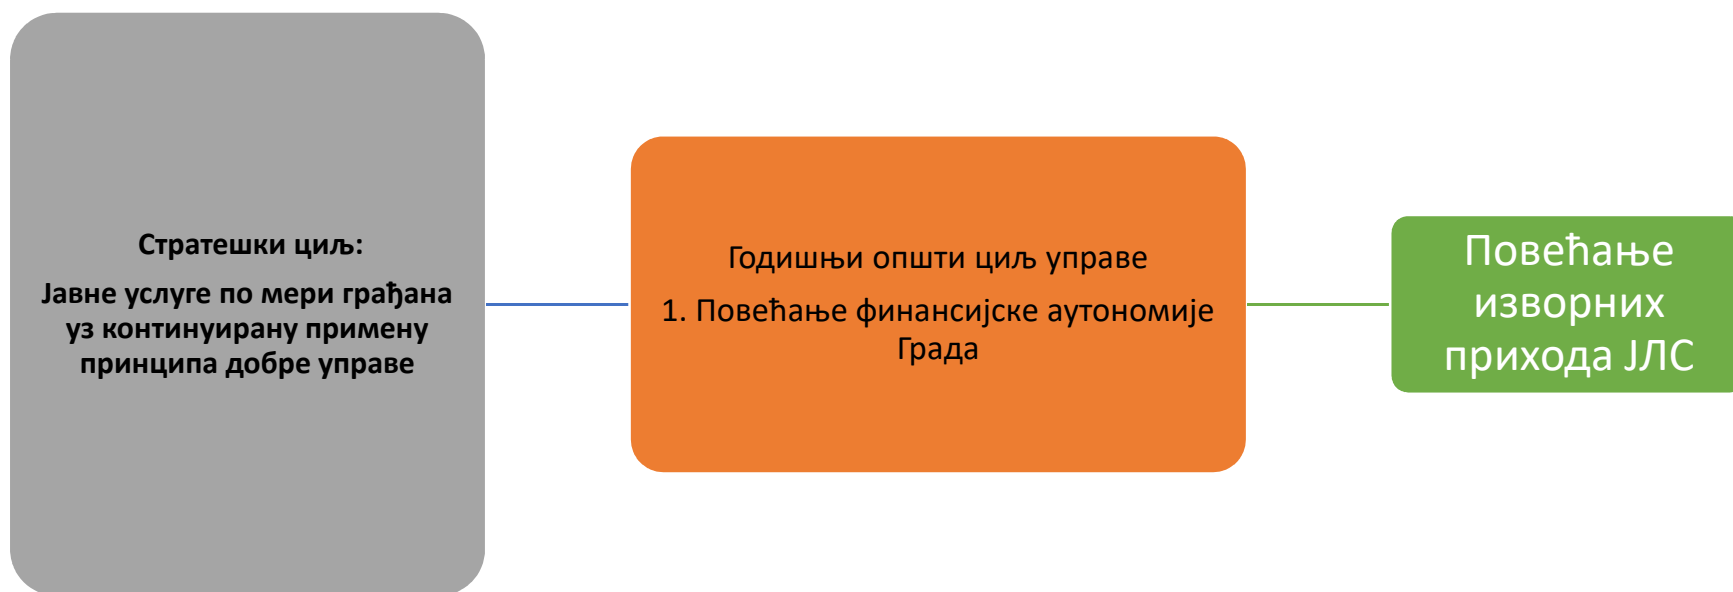 Стратешки циљ:
Јавне услуге по мери грађана
уз континуирану примену
принципа добре управе
Годишњи општи циљ управе
1. Повећање финансијске аутономије
Града
Повећање
изворних
прихода ЈЛС